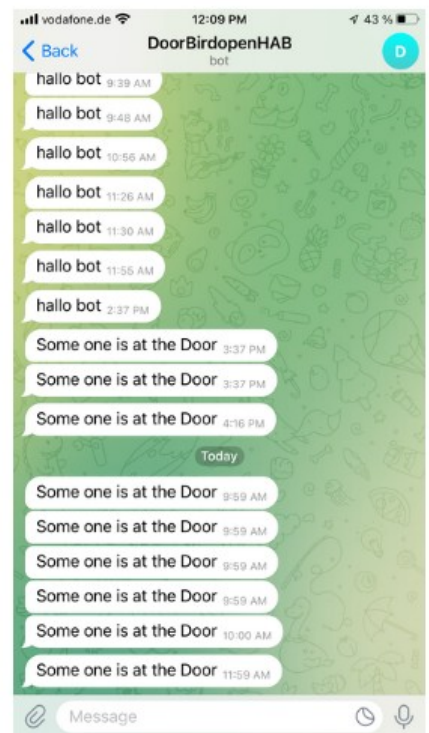 vodafone.de 12:09 PM 43 %
Back DoorBirdopenHAB D
bot
hallo bot 9:39 AM
hallo bot 9:48 AM
hallo bot 10:56 AM
hallo bot 11:26 AM
hallo bot 11:30 AM
hallo bot 11:55 AM
hallo bot 2:37 PM
Some one is at the Door 3:37 PM
Some one is at the Door 3:37 PM
Some one is at the Door 4:16 PM
Today
Some one is at the Door 9:59 AM
Some one is at the Door 9:59 AM
Some one is at the Door 9:59 AM
Some one is at the Door 9:59 AM
Some one is at the Door 10:00 AM
Some one is at the Door 11:59 AM
Message